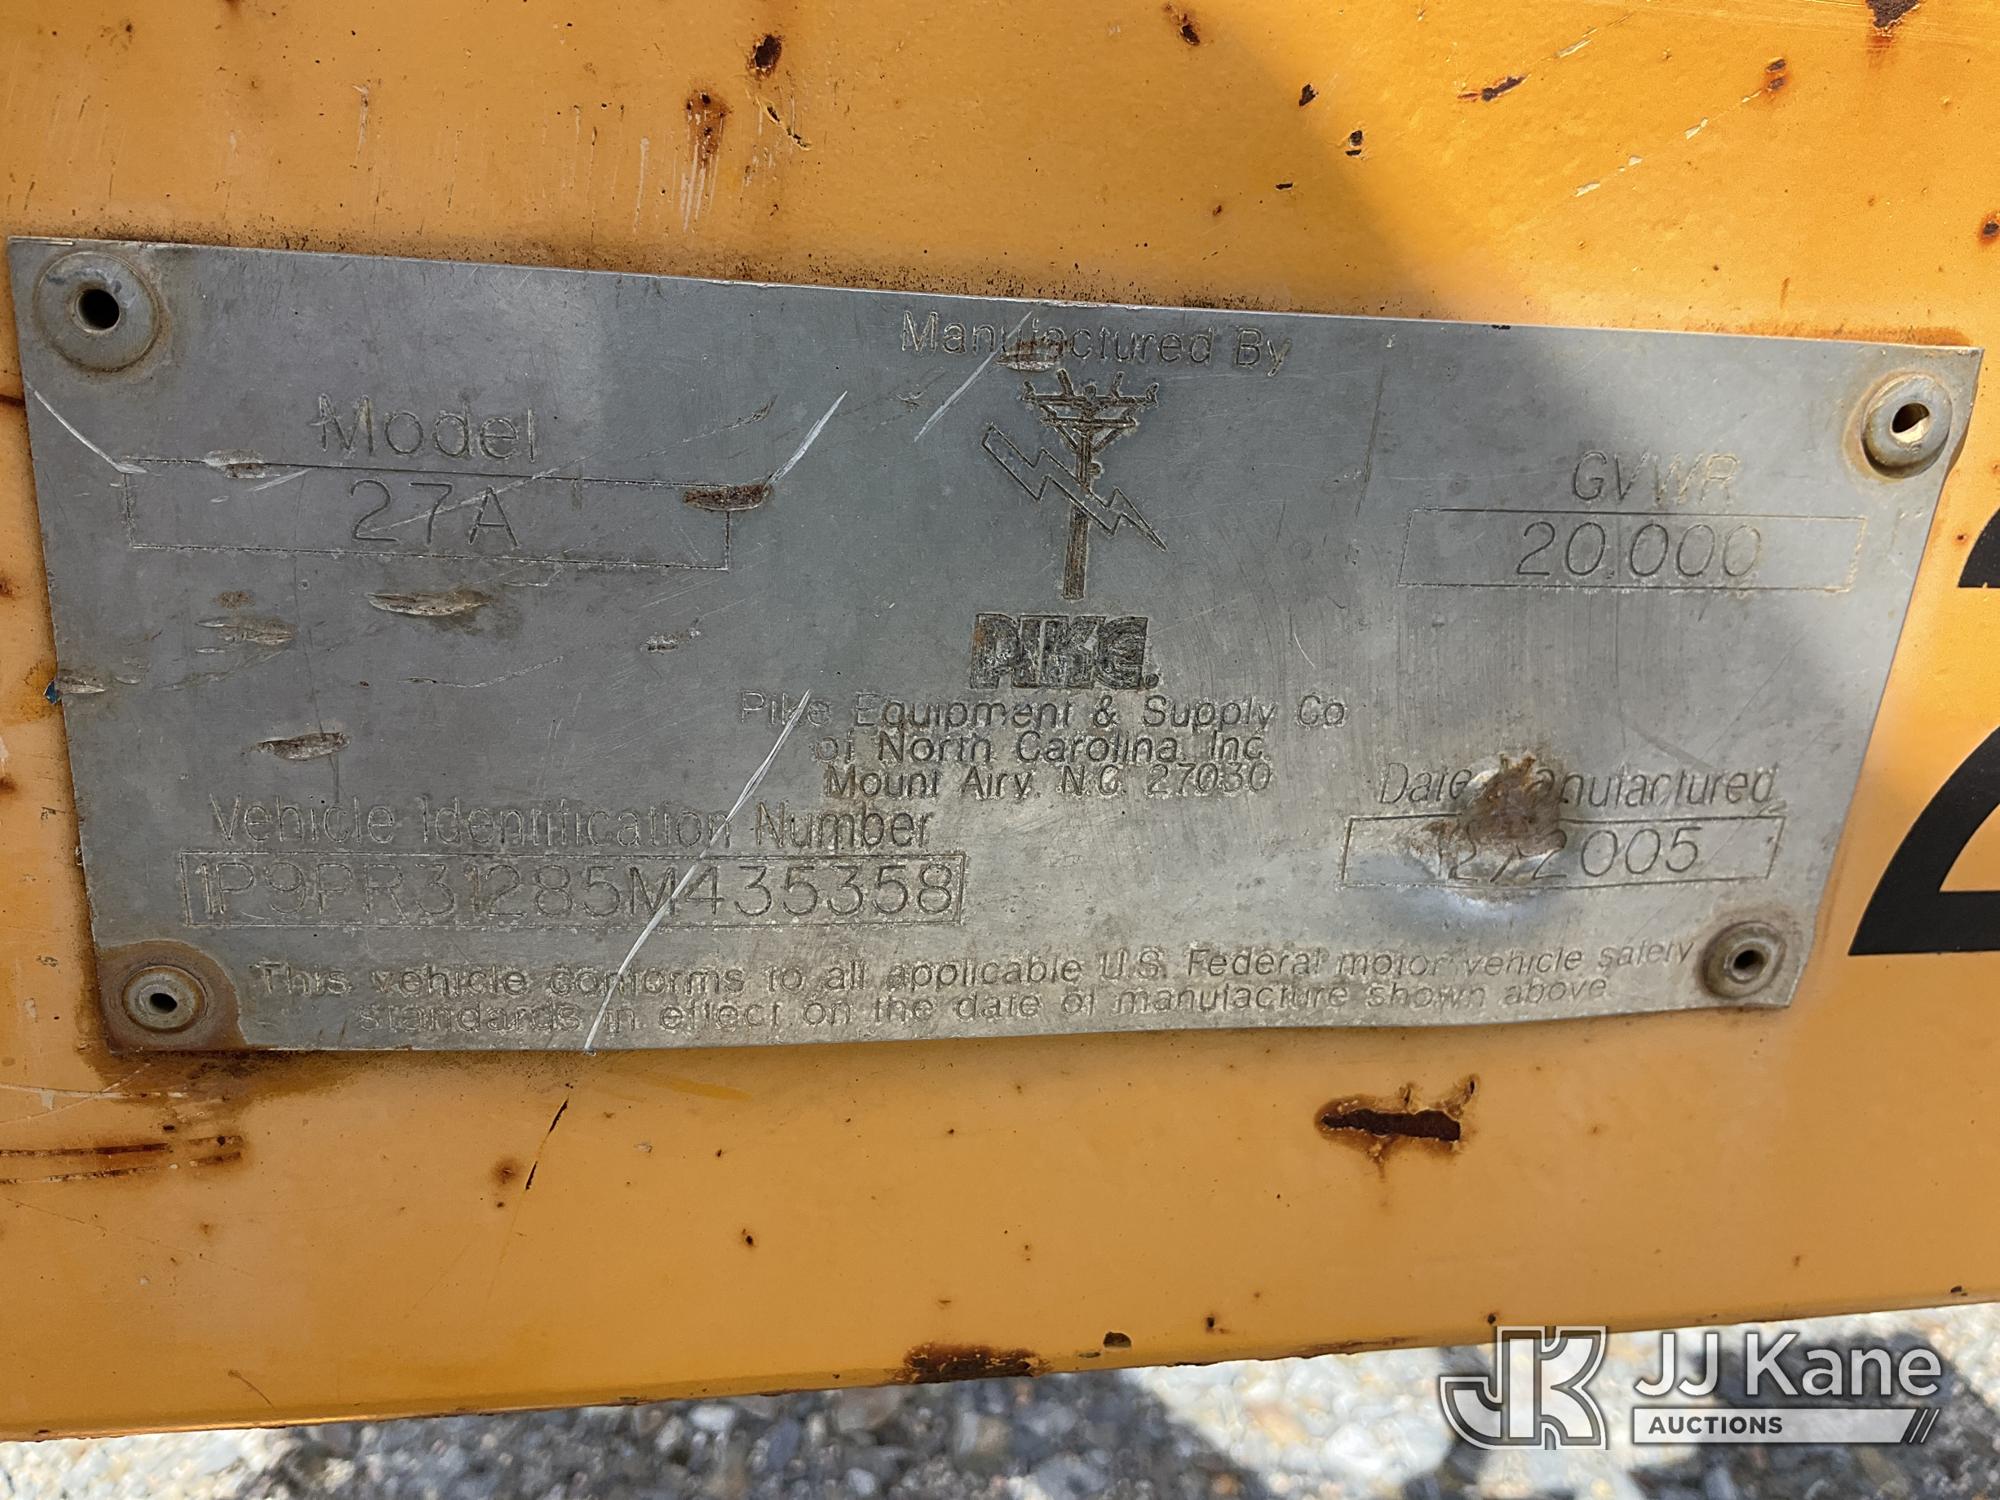 Manufactured By
Model
27A
GVWR
20,000
PIKE.
Pike Equipment & Supply Co
of North Carolina, Inc.
Mount Airy, N.C. 27030
Date Manufactured
12/2005
Vehicle Identification Number
1P9PR31285M435358
This vehicle conforms to all applicable U.S. Federal motor vehicle safety
standards in effect on the date of manufacture shown above.
2
JJ Kane
AUCTIONS